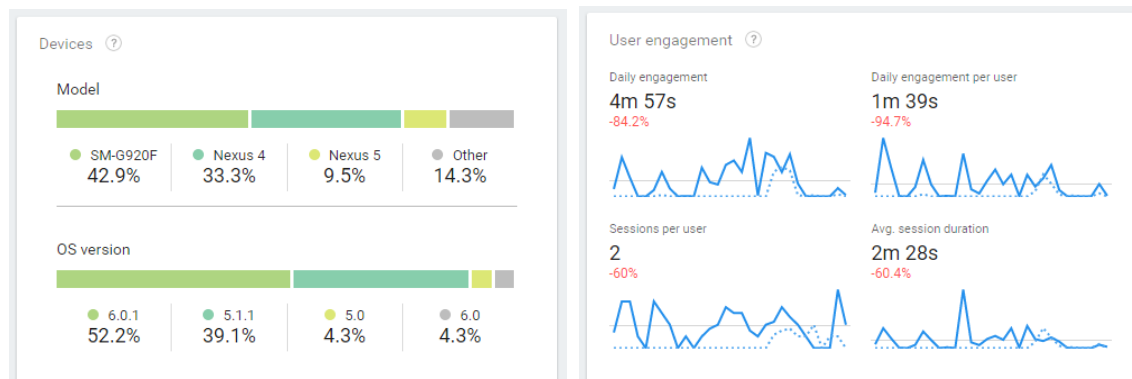 Devices ?
Model
SM-G920F Nexus 4 Nexus 5 Other
42.9% 33.3% 9.5% 14.3%
OS version
6.0.1 5.1.1 5.0 6.0
52.2% 39.1% 4.3% 4.3%
User engagement ?
Daily engagement Daily engagement per user
4m 57s 1m 39s
-84.2% -94.7%
Sessions per user Avg. session duration
2 2m 28s
-60% -60.4%